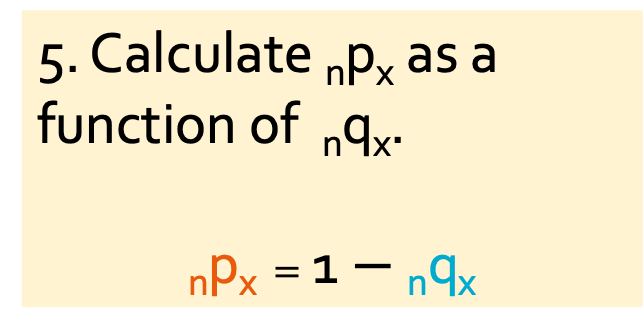 5. Calculate ₙpₓ as a
function of ₙqₓ.
ₙpₓ = 1 – ₙqₓ